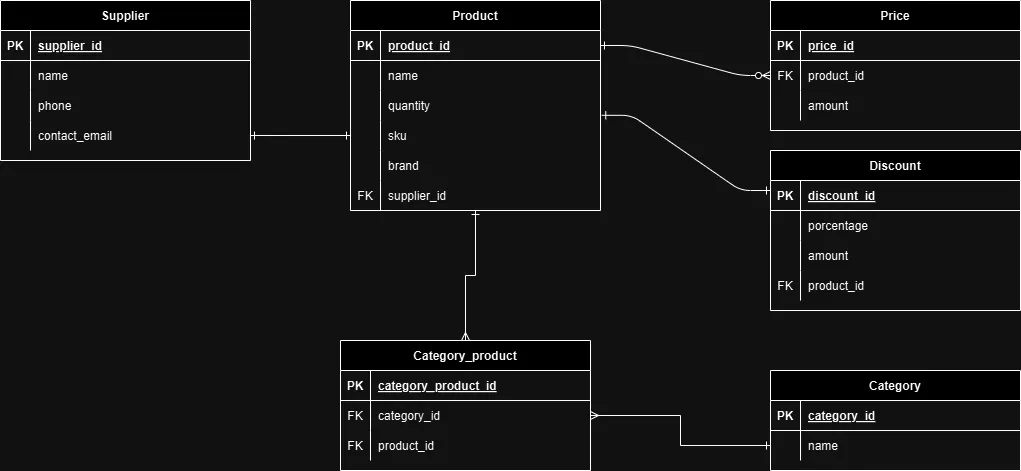 Supplier
PK supplier_id
name
phone
contact_email
Product
PK product_id
name
quantity
sku
brand
FK supplier_id
Price
PK price_id
FK product_id
amount
Discount
PK discount_id
porcentage
amount
FK product_id
Category_product
PK category_product_id
FK category_id
FK product_id
Category
PK category_id
name